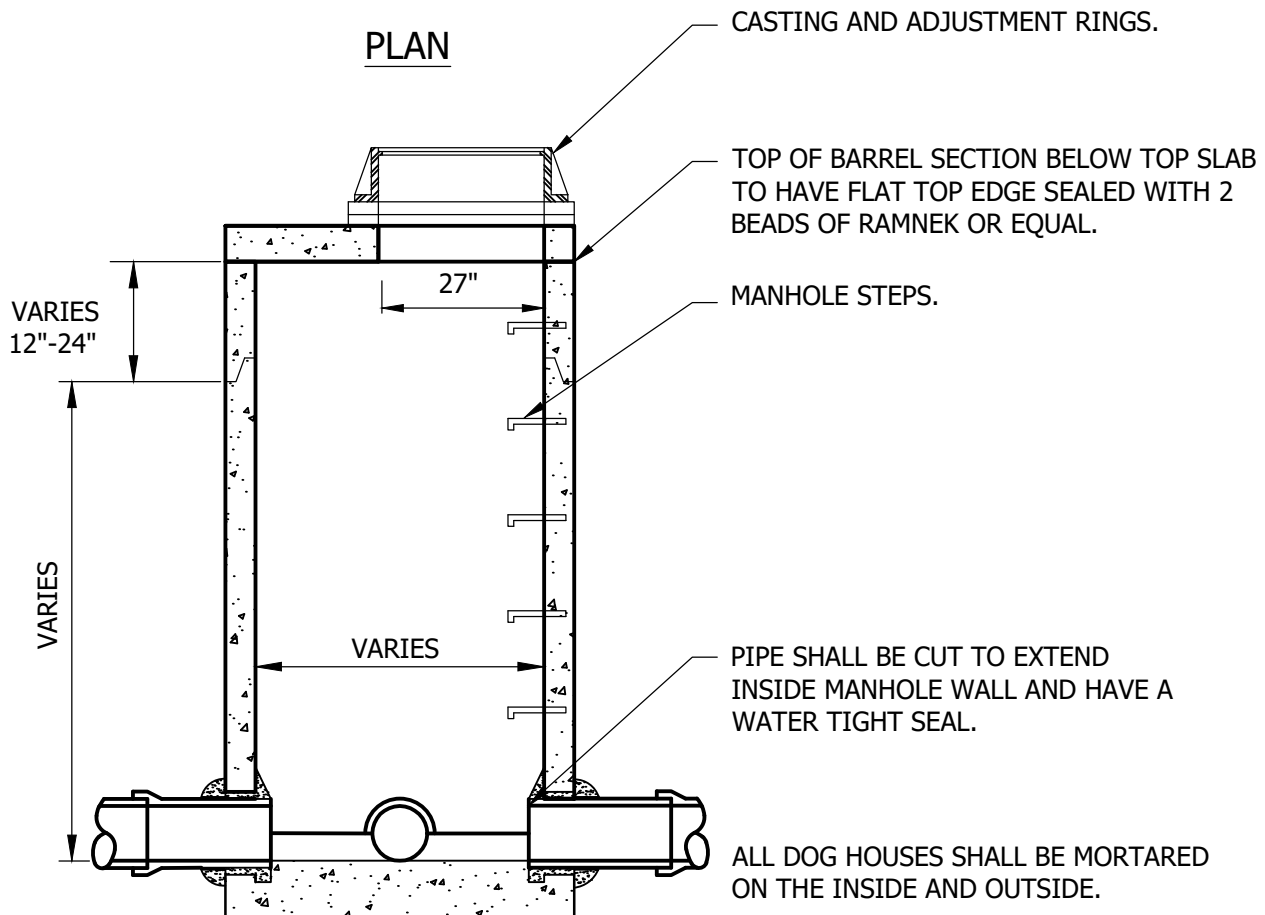 PLAN
CASTING AND ADJUSTMENT RINGS.
TOP OF BARREL SECTION BELOW TOP SLAB
TO HAVE FLAT TOP EDGE SEALED WITH 2
BEADS OF RAMNEK OR EQUAL.
27"
MANHOLE STEPS.
VARIES
12"-24"
VARIES
VARIES
PIPE SHALL BE CUT TO EXTEND
INSIDE MANHOLE WALL AND HAVE A
WATER TIGHT SEAL.
ALL DOG HOUSES SHALL BE MORTARED
ON THE INSIDE AND OUTSIDE.